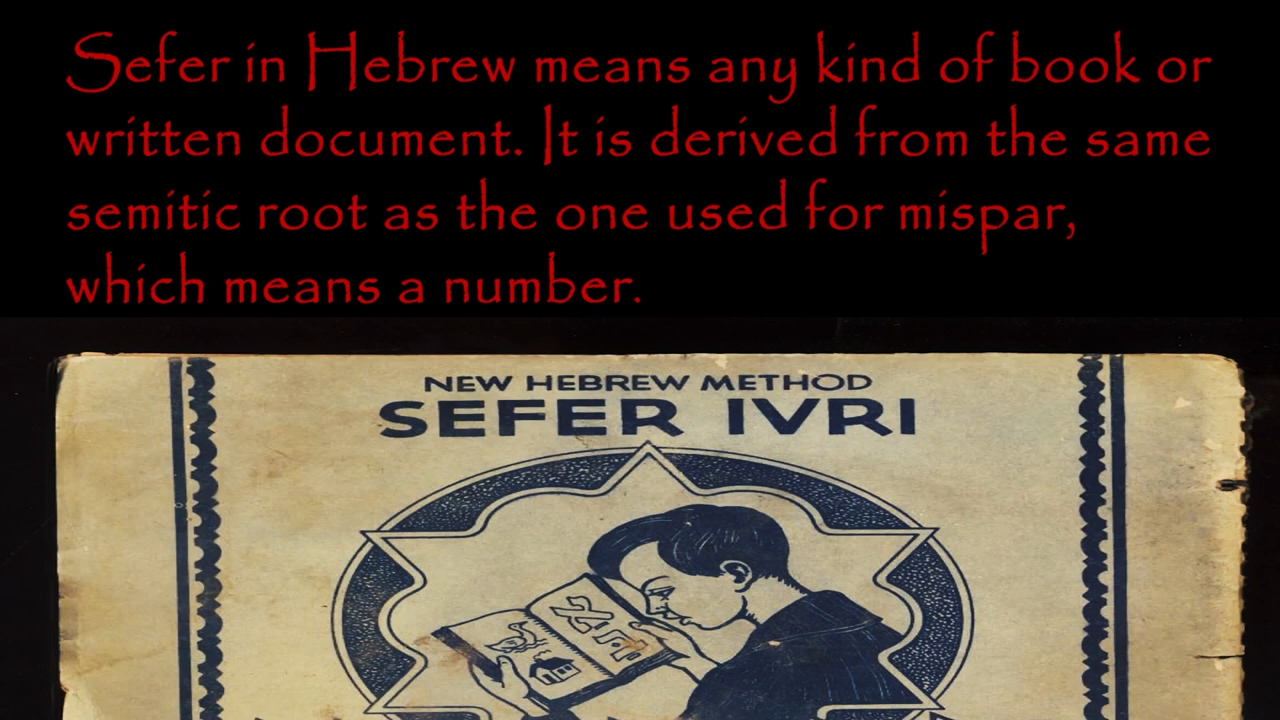 Sefer in Hebrew means any kind of book or
written document. It is derived from the same
semitic root as the one used for mispar,
which means a number.
NEW HEBREW METHOD
SEFER IVRI